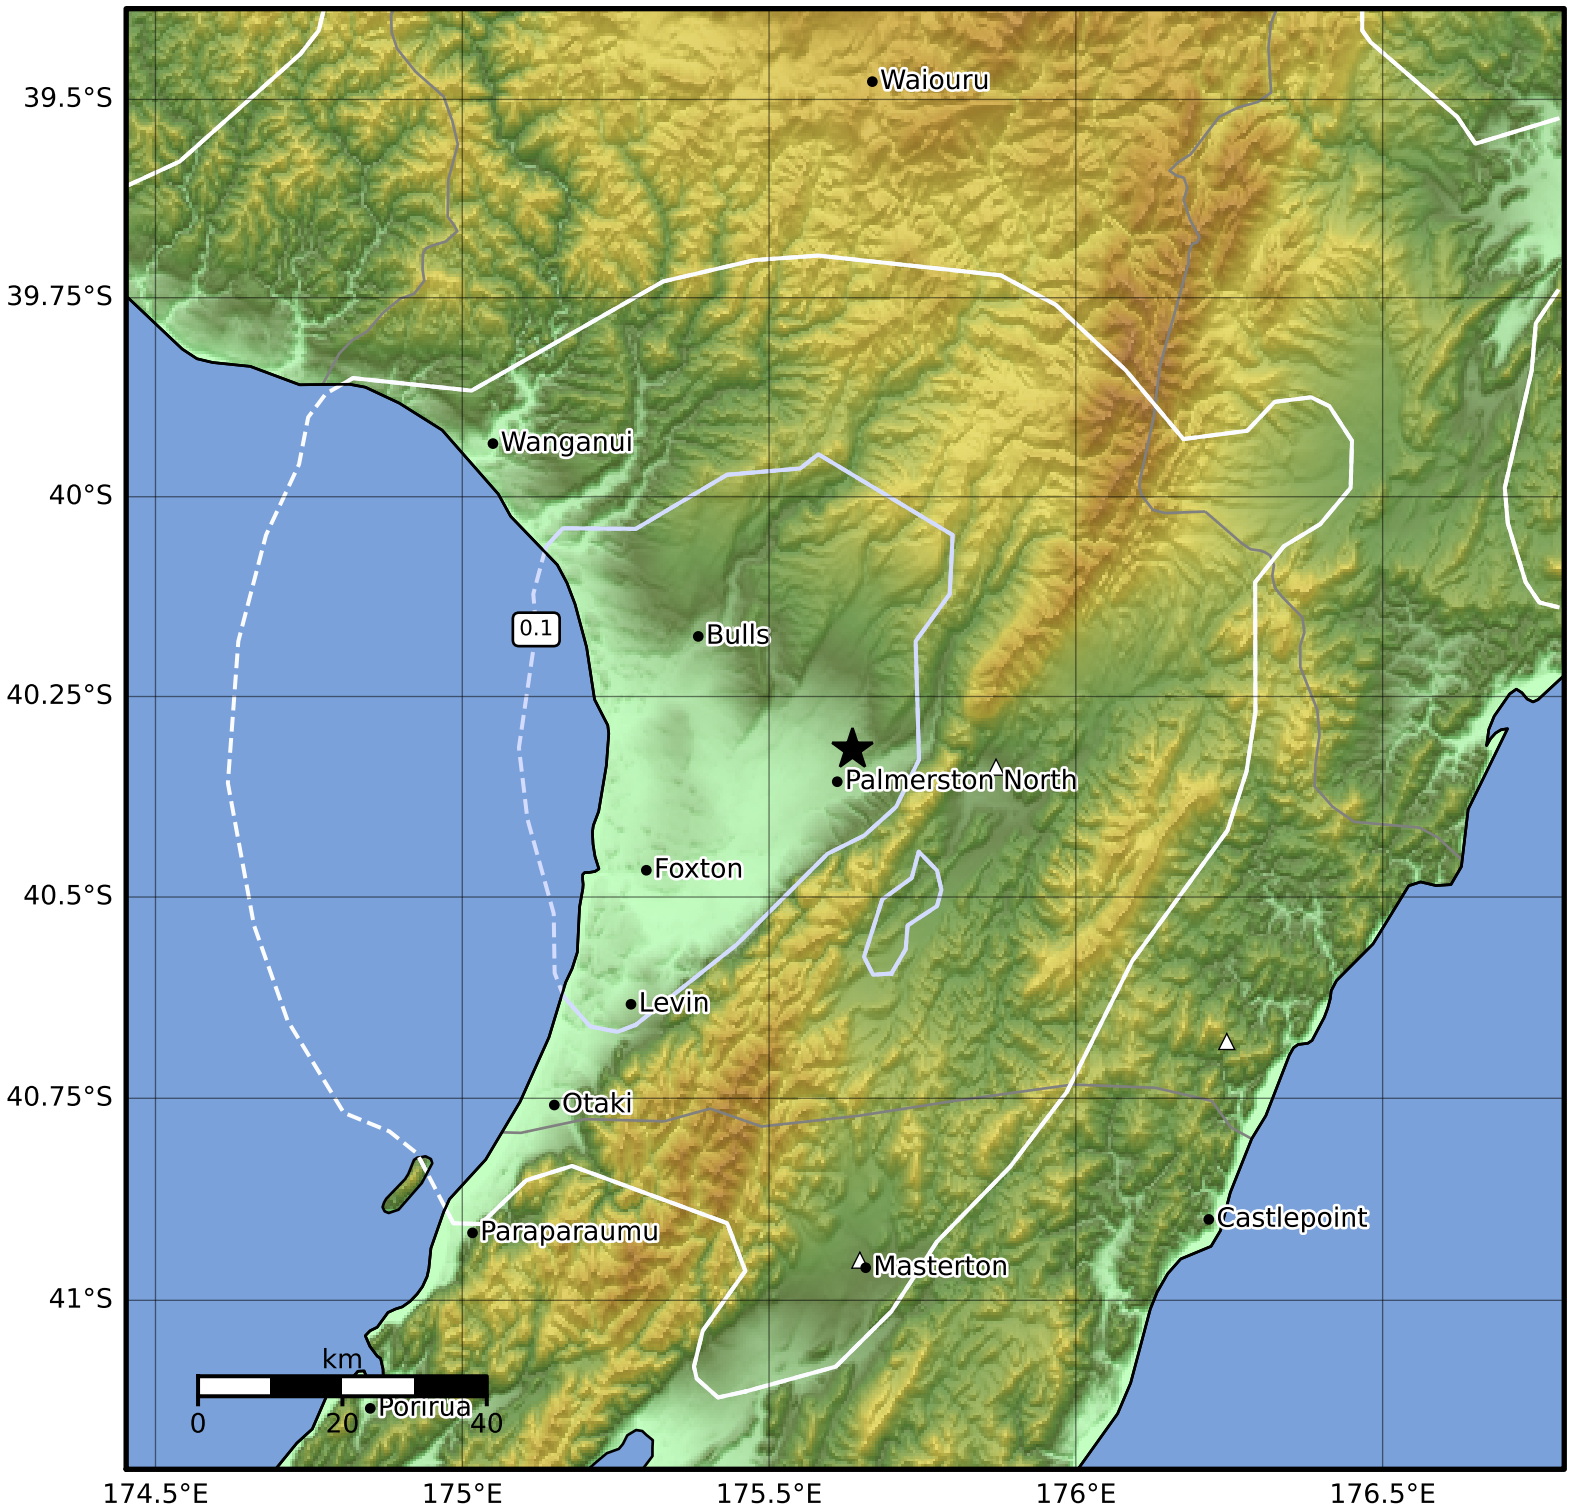 Waiouru
39.5°S
39.75°S
Wanganui
40°S
0.1
Bulls
40.25°S
Palmerston North
Foxton
40.5°S
Levin
40.75°S
Otaki
Castlepoint
Paraparaumu
Masterton
41°S
km
Porirua
0 20 40
174.5°E 175°E 175.5°E 176°E 176.5°E